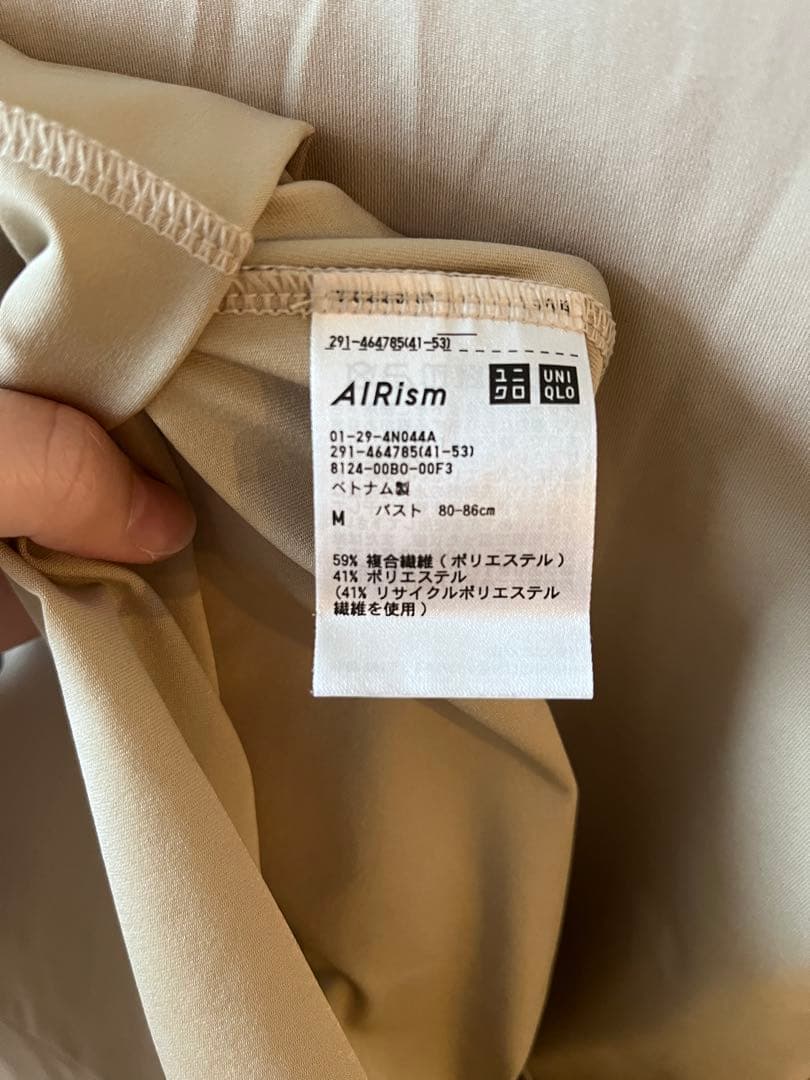 291-464785(41-53)
AIRism
ユニクロ
UNIQLO
01-29-4N044A
291-464785(41-53)
8124-00B0-00F3
ベトナム製
M バスト 80-86cm
59% 複合繊維(ポリエステル)
41% ポリエステル
(41% リサイクルポリエステル
繊維を使用)